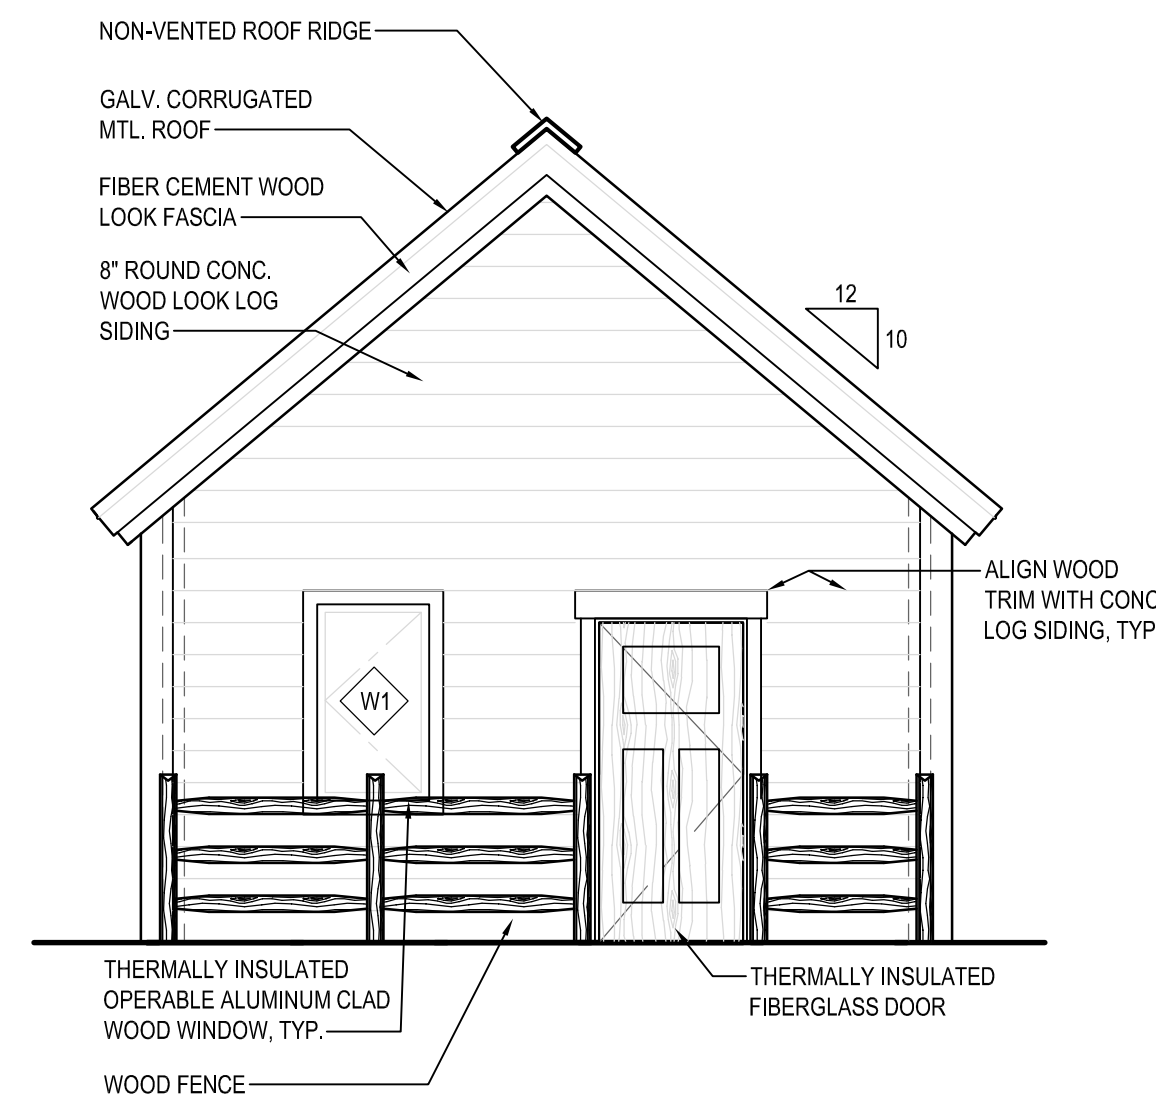 NON-VENTED ROOF RIDGE
GALV. CORRUGATED
MTL. ROOF
FIBER CEMENT WOOD
LOOK FASCIA
8" ROUND CONC.
WOOD LOOK LOG
SIDING
12
10
ALIGN WOOD
TRIM WITH CONC
LOG SIDING, TYP
W1
THERMALLY INSULATED
OPERABLE ALUMINUM CLAD
WOOD WINDOW, TYP.
THERMALLY INSULATED
FIBERGLASS DOOR
WOOD FENCE